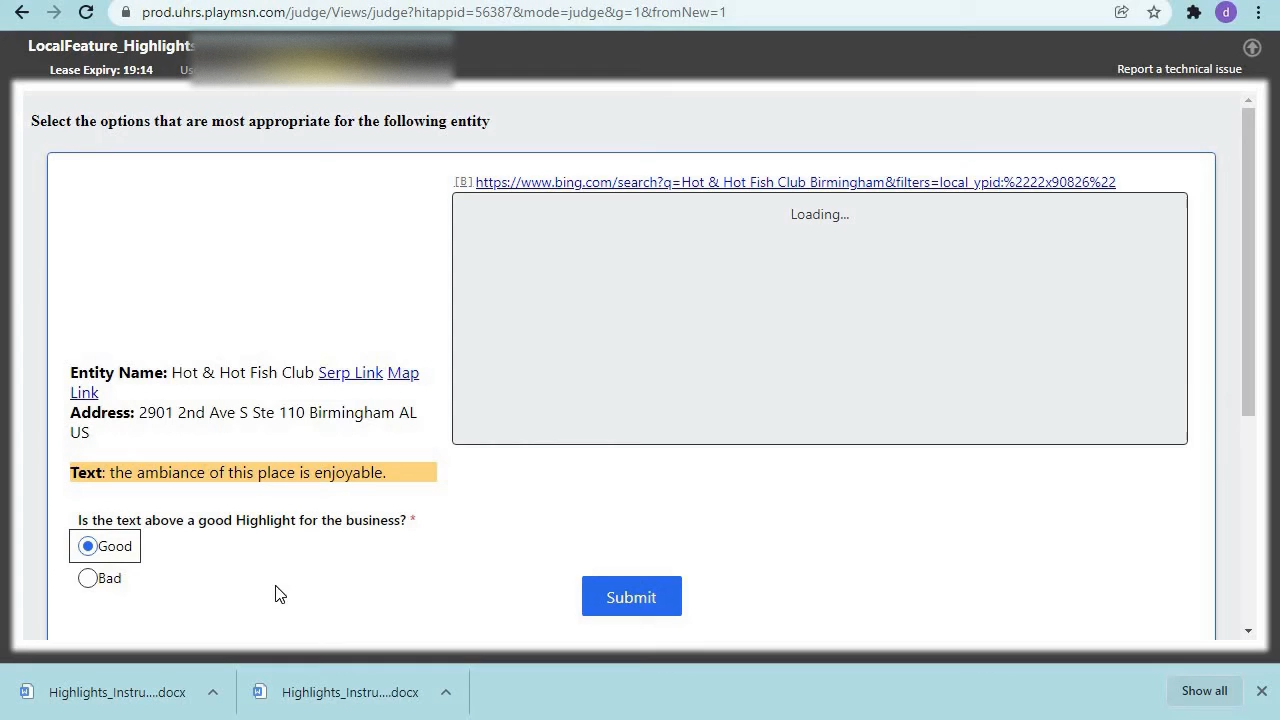 prod.uhrs.playmsn.com/judge/Views/judge?hitappid=56387&mode=judge&g=1&fromNew=1
d
LocalFeature_Highlights
Lease Expiry: 19:14
Report a technical issue
Select the options that are most appropriate for the following entity
[B] https://www.bing.com/search?q=Hot & Hot Fish Club Birmingham&filters=local_ypid:%2222x90826%22
Loading...
Entity Name: Hot & Hot Fish Club Serp Link Map
Link
Address: 2901 2nd Ave S Ste 110 Birmingham AL
US
Text: the ambiance of this place is enjoyable.
Is the text above a good Highlight for the business? *
Good
Bad
Submit
Highlights_Instru....docx
Highlights_Instru....docx
Show all